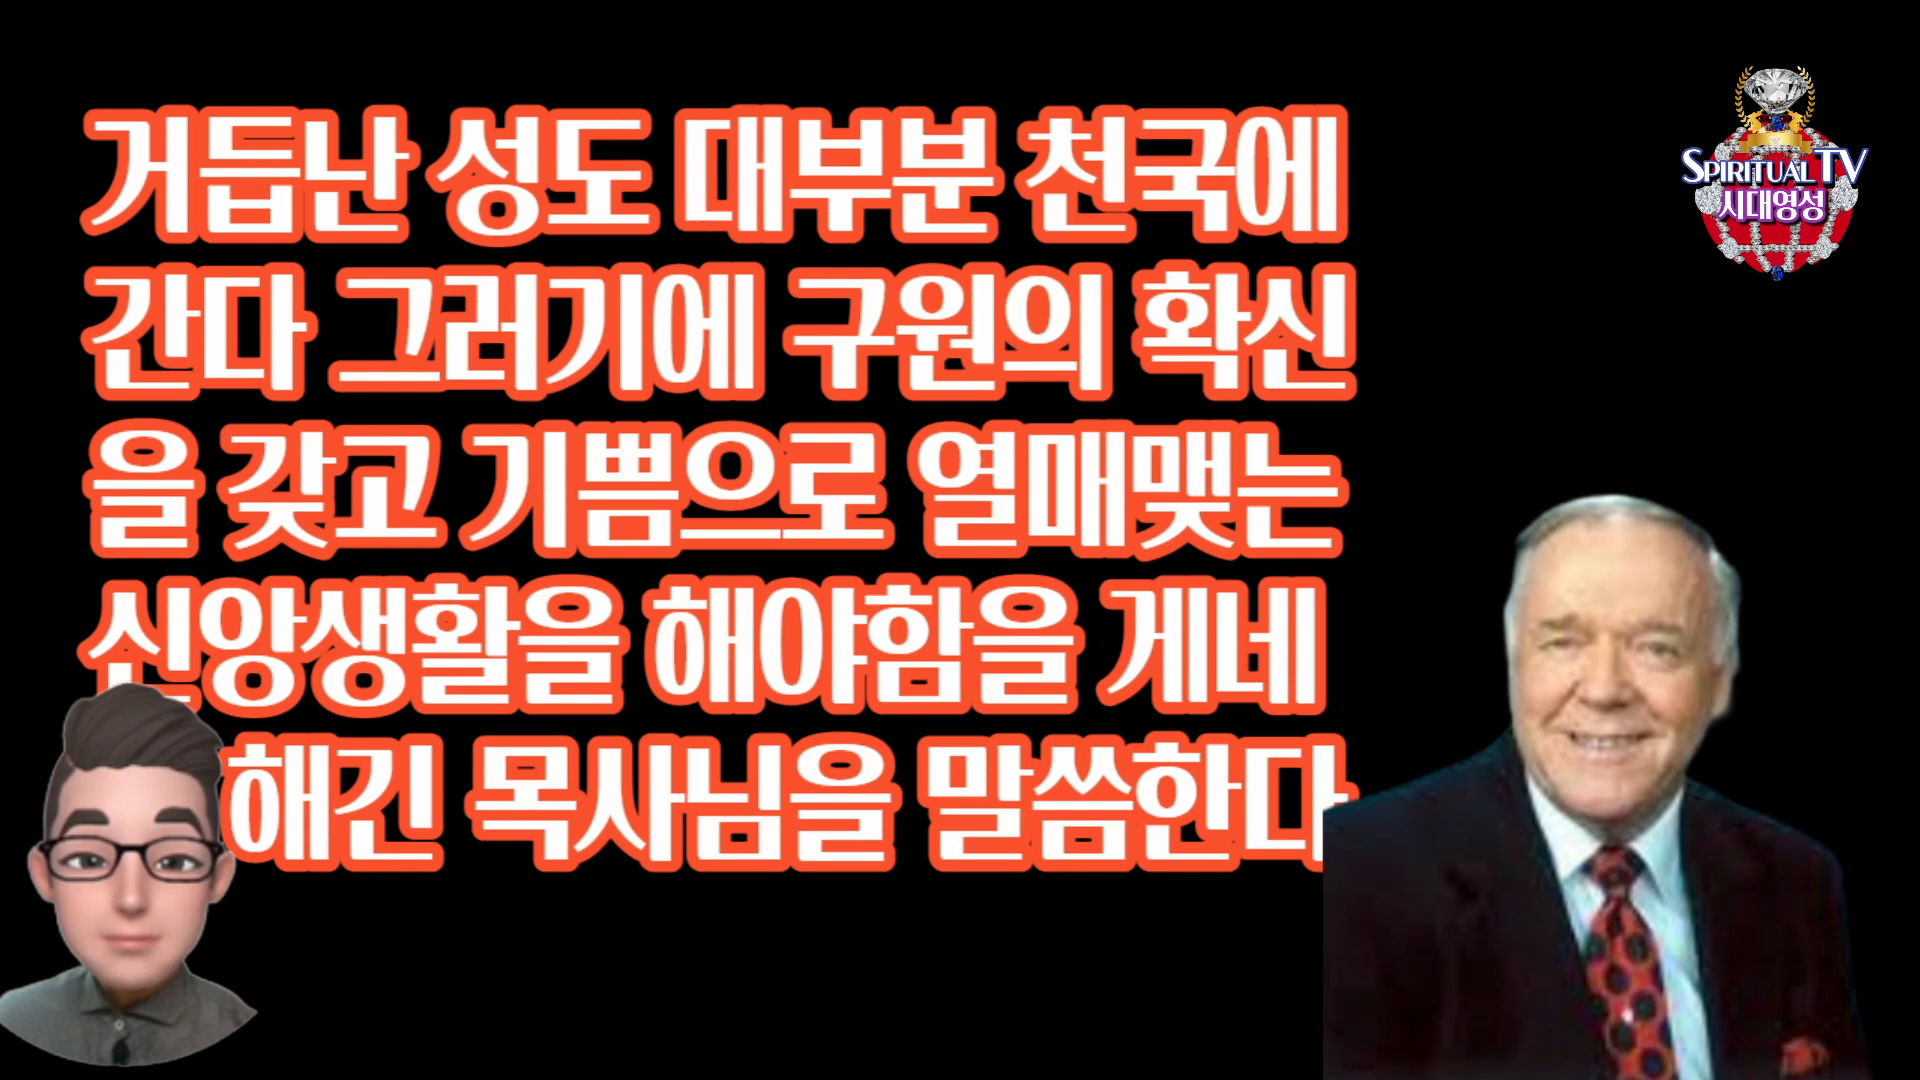 거듭난 성도 대부분 천국에
간다 그러기에 구원의 확신
을 갖고 기쁨으로 열매맺는
신앙생활을 해야함을 게네
해긴 목사님을 말씀한다
SPIRITUAL TV
시대영성